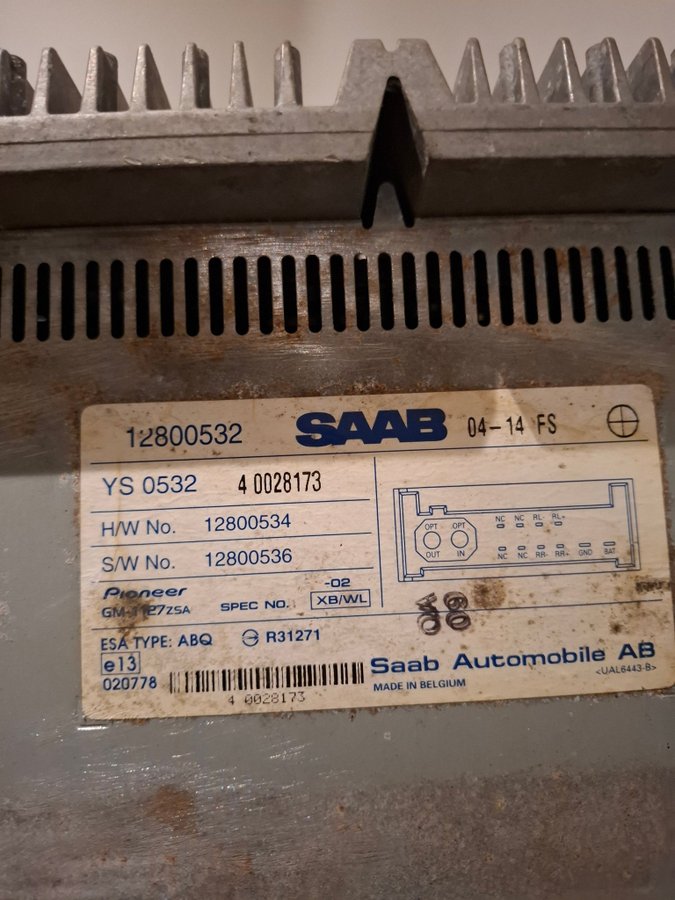 12800532 SAAB 04-14 FS
YS 0532 4 0028173
H/W No. 12800534
S/W No. 12800536
Pioneer
SPEC NO. -02 XB/WL
ESA TYPE: ABQ R31271
e13
020778
4 0028173
NC NC RL- RL+
OPT OPT
OUT IN
NC NC RR- RR+ GND BAT
Saab Automobile AB
MADE IN BELGIUM <UAL6443-B>